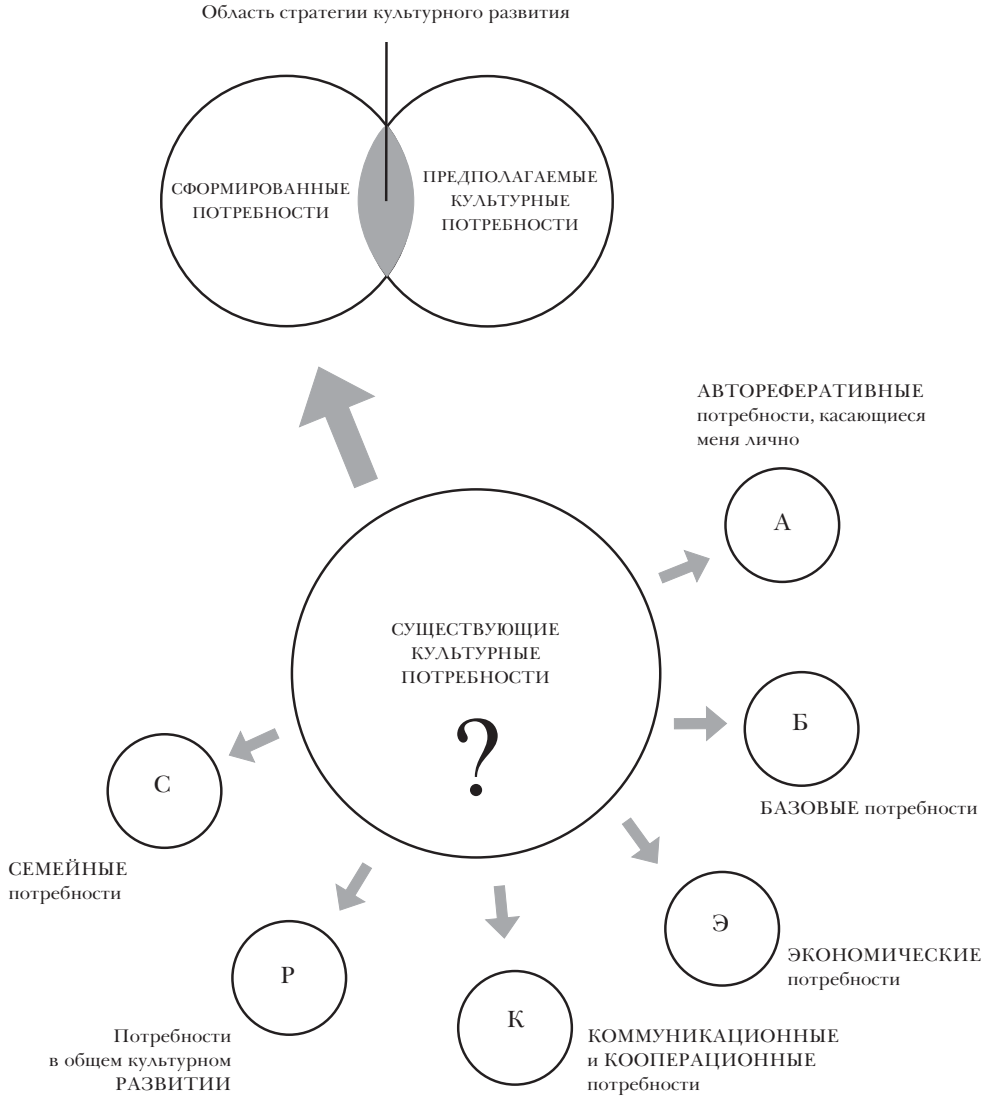 Область стратегии культурного развития
СФОРМИРОВАННЫЕ
ПОТРЕБНОСТИ
ПРЕДПОЛАГАЕМЫЕ
КУЛЬТУРНЫЕ
ПОТРЕБНОСТИ
АВТОРЕФЕРАТИВНЫЕ
потребности, касающиеся
меня лично
А
СУЩЕСТВУЮЩИЕ
КУЛЬТУРНЫЕ
ПОТРЕБНОСТИ
?
Б
БАЗОВЫЕ потребности
С
СЕМЕЙНЫЕ
потребности
Э
ЭКОНОМИЧЕСКИЕ
потребности
Р
Потребности
в общем культурном
РАЗВИТИИ
К
КОММУНИКАЦИОННЫЕ
и КООПЕРАЦИОННЫЕ
потребности